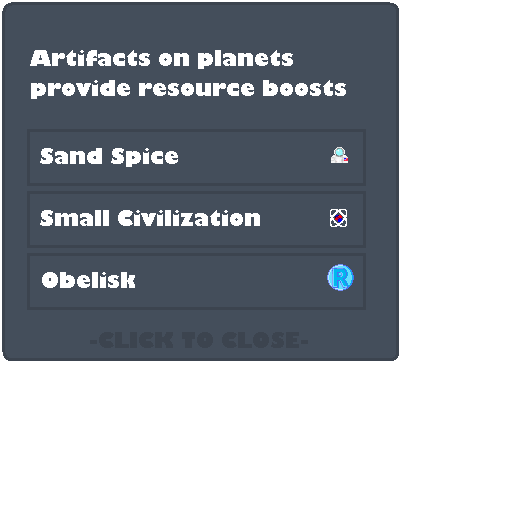 Artifacts on planets
provide resource boosts
Sand Spice
Small Civilization
Obelisk R
-CLICK TO CLOSE-